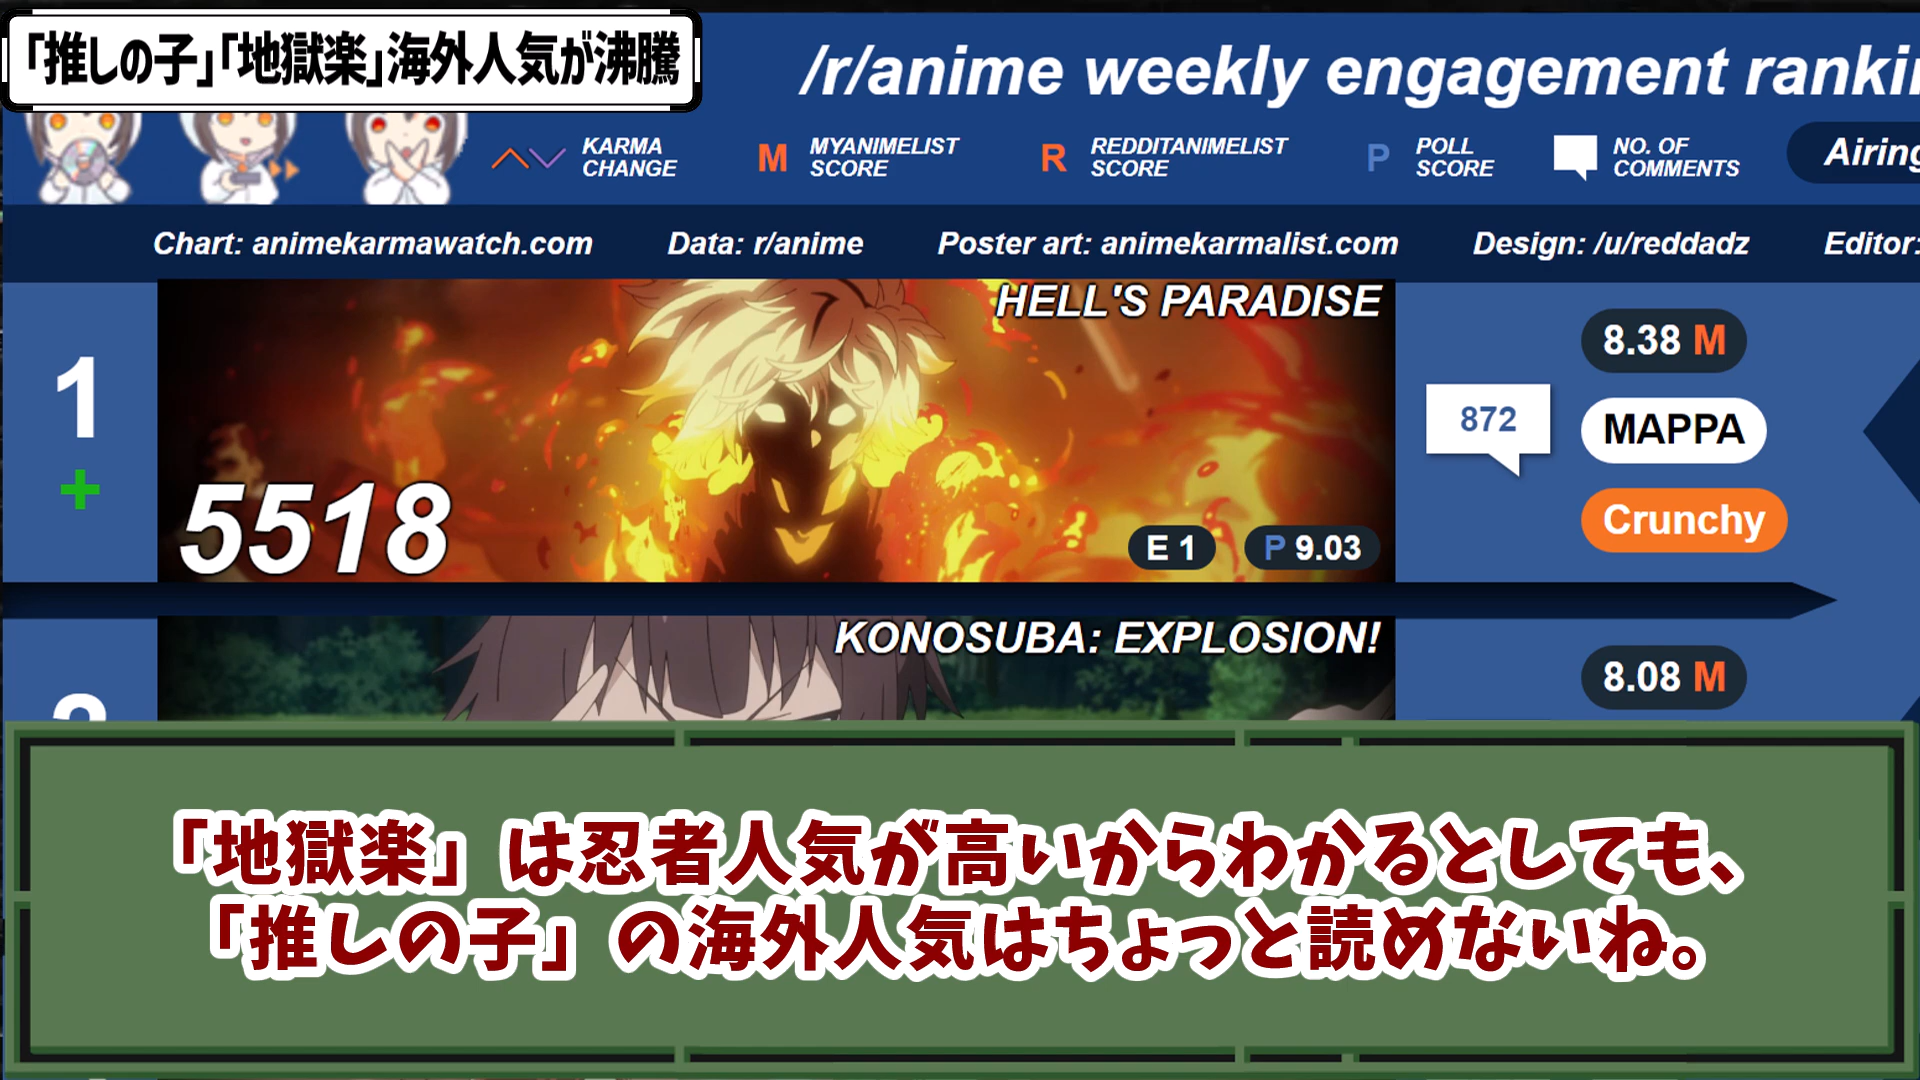 「推しの子」「地獄楽」海外人気が沸騰
/r/anime weekly engagement
KARMA CHANGE
M MYANIMELIST SCORE
R REDDITANIMELIST SCORE
P POLL SCORE
NO. OF COMMENTS
Airing
Chart: animekarmawatch.com
Data: r/anime
Poster art: animekarmalist.com
Design: /u/reddadz
Editor:
1
+
HELL'S PARADISE
5518
E 1
P 9.03
872
8.38 M
MAPPA
Crunchy
KONOSUBA: EXPLOSION!
8.08 M
「地獄楽」は忍者人気が高いからわかるとしても、
「推しの子」の海外人気はちょっと読めないね。